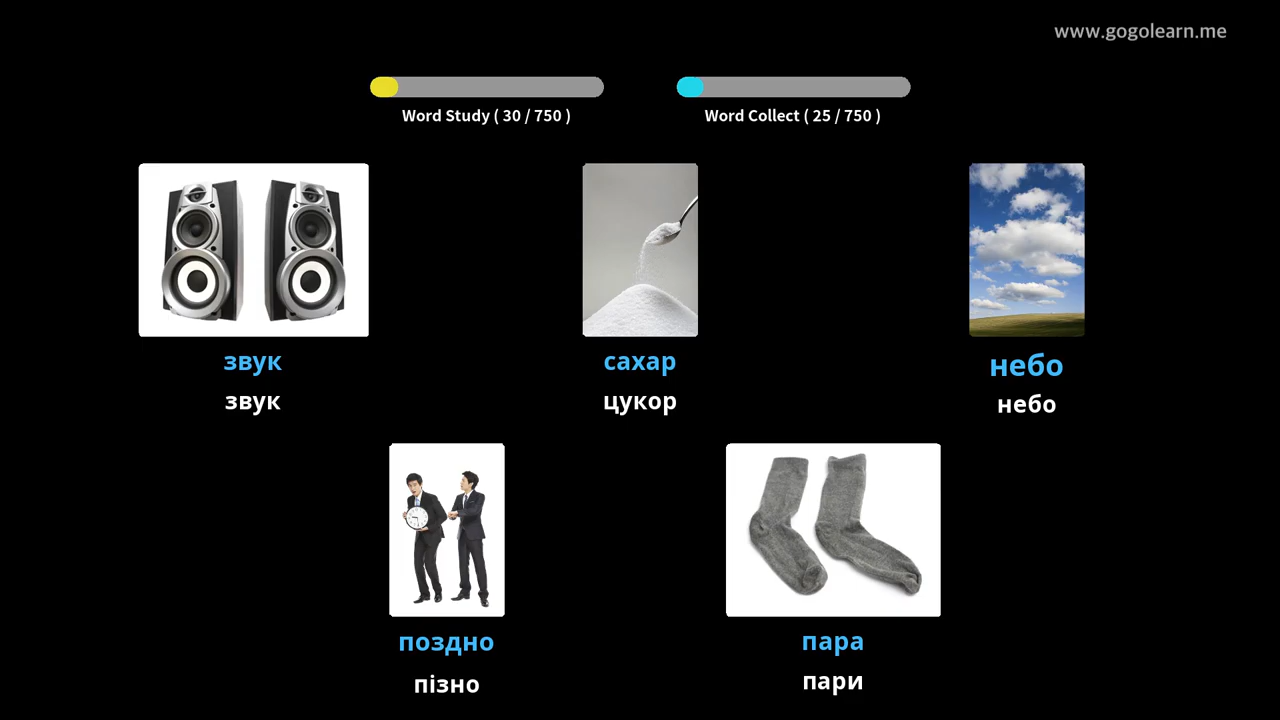 www.gogolearn.me
Word Study ( 30 / 750 )
Word Collect ( 25 / 750 )
звук
звук
сахар
цукор
небо
небо
поздно
пізно
пара
пари